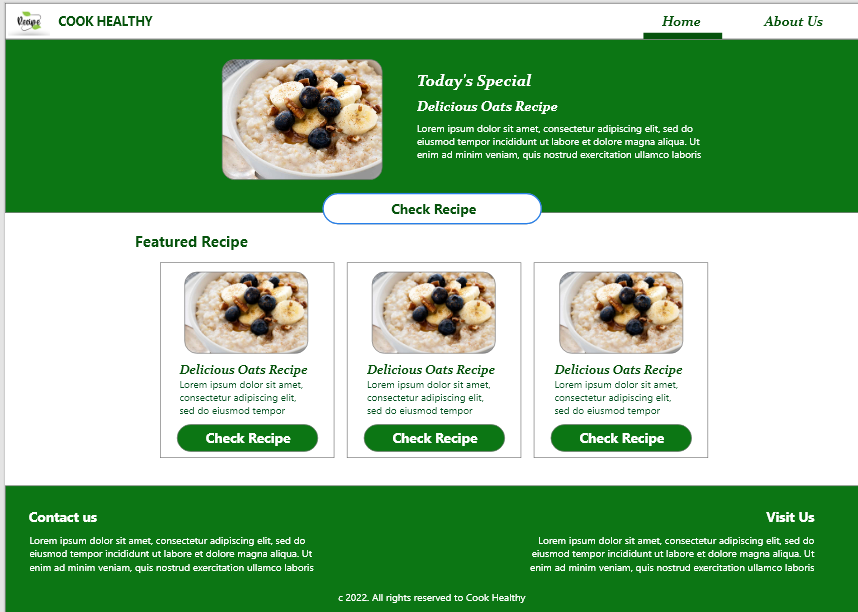 Recipe
COOK HEALTHY
Home
About Us
Today's Special
Delicious Oats Recipe
Lorem ipsum dolor sit amet, consectetur adipiscing elit, sed do
eiusmod tempor incididunt ut labore et dolore magna aliqua. Ut
enim ad minim veniam, quis nostrud exercitation ullamco laboris
Check Recipe
Featured Recipe
Delicious Oats Recipe
Lorem ipsum dolor sit amet,
consectetur adipiscing elit,
sed do eiusmod tempor
Check Recipe
Delicious Oats Recipe
Lorem ipsum dolor sit amet,
consectetur adipiscing elit,
sed do eiusmod tempor
Check Recipe
Delicious Oats Recipe
Lorem ipsum dolor sit amet,
consectetur adipiscing elit,
sed do eiusmod tempor
Check Recipe
Contact us
Lorem ipsum dolor sit amet, consectetur adipiscing elit, sed do
eiusmod tempor incididunt ut labore et dolore magna aliqua. Ut
enim ad minim veniam, quis nostrud exercitation ullamco laboris
Visit Us
Lorem ipsum dolor sit amet, consectetur adipiscing elit, sed do
eiusmod tempor incididunt ut labore et dolore magna aliqua. Ut
enim ad minim veniam, quis nostrud exercitation ullamco laboris
c 2022. All rights reserved to Cook Healthy